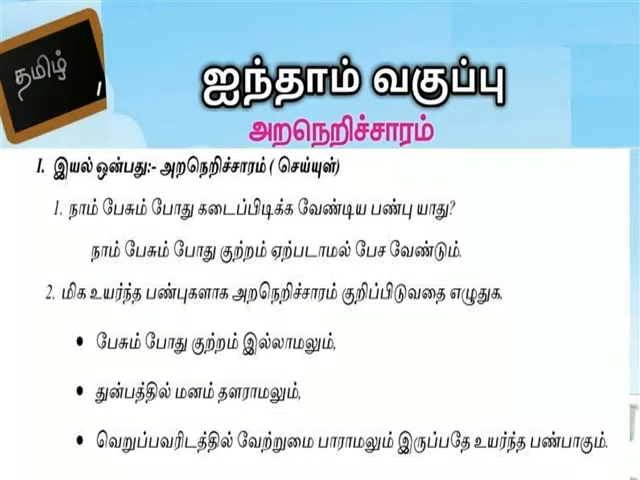 தமிழ்
ஐந்தாம் வகுப்பு
அறநெறிச்சாரம்
I. இயல் ஒன்பது:- அறநெறிச்சாரம் ( செய்யுள்)
1. நாம் பேசும் போது கடைப்பிடிக்க வேண்டிய பண்பு யாது?
நாம் பேசும் போது குற்றம் ஏற்படாமல் பேச வேண்டும்.
2. மிக உயர்ந்த பண்புகளாக அறநெறிச்சாரம் குறிப்பிடுவதை எழுதுக.
• பேசும் போது குற்றம் இல்லாமலும்,
• துன்பத்தில் மனம் தளராமலும்,
• வெறுப்பவரிடத்தில் வேற்றுமை பாராமலும் இருப்பதே உயர்ந்த பண்பாகும்.